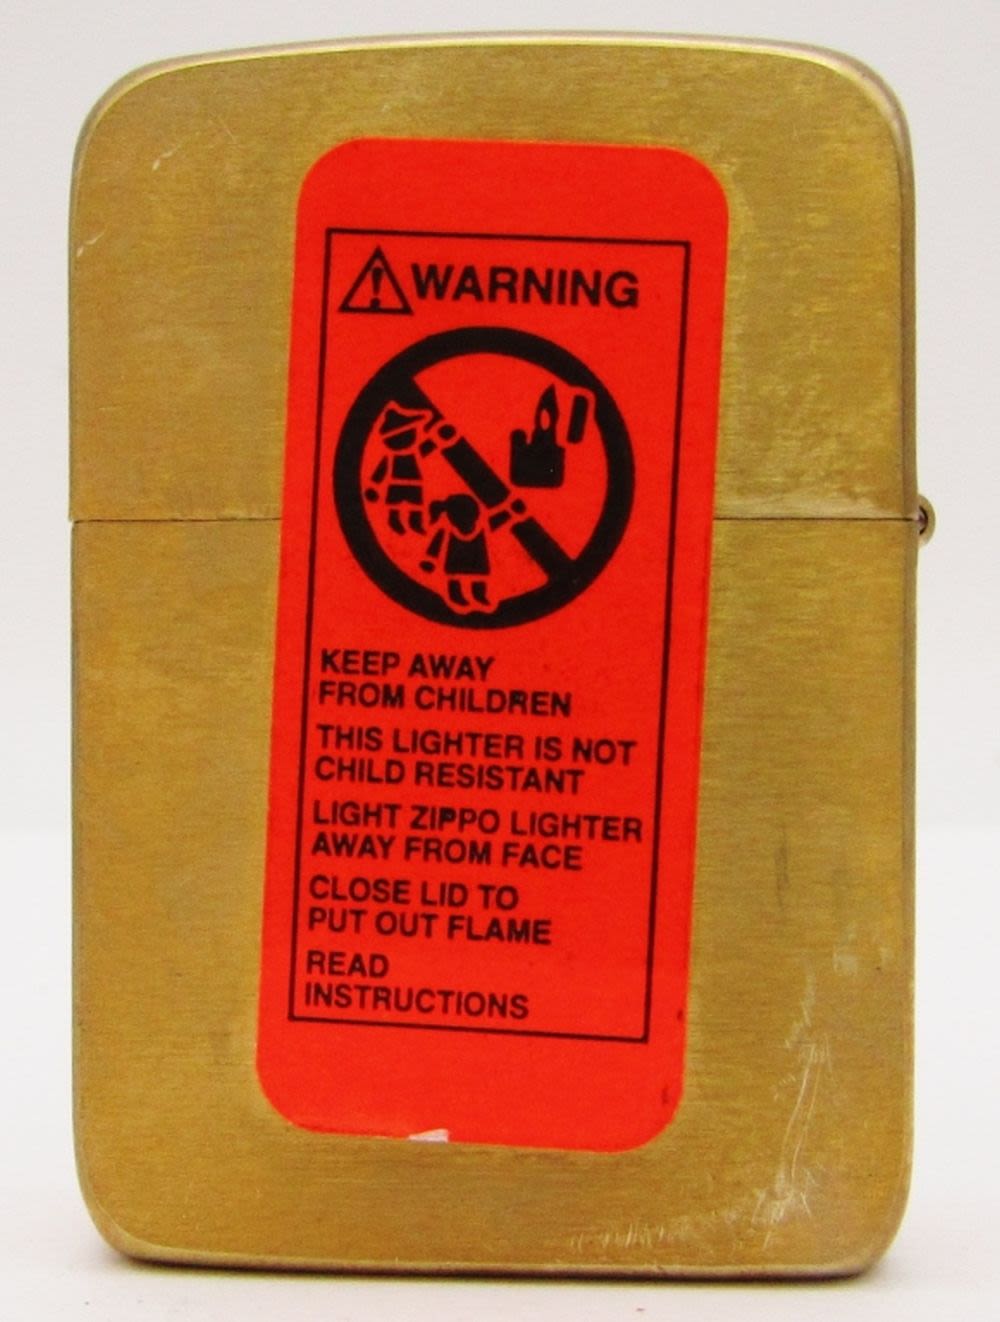 WARNING
KEEP AWAY
FROM CHILDREN
THIS LIGHTER IS NOT
CHILD RESISTANT
LIGHT ZIPPO LIGHTER
AWAY FROM FACE
CLOSE LID TO
PUT OUT FLAME
READ
INSTRUCTIONS